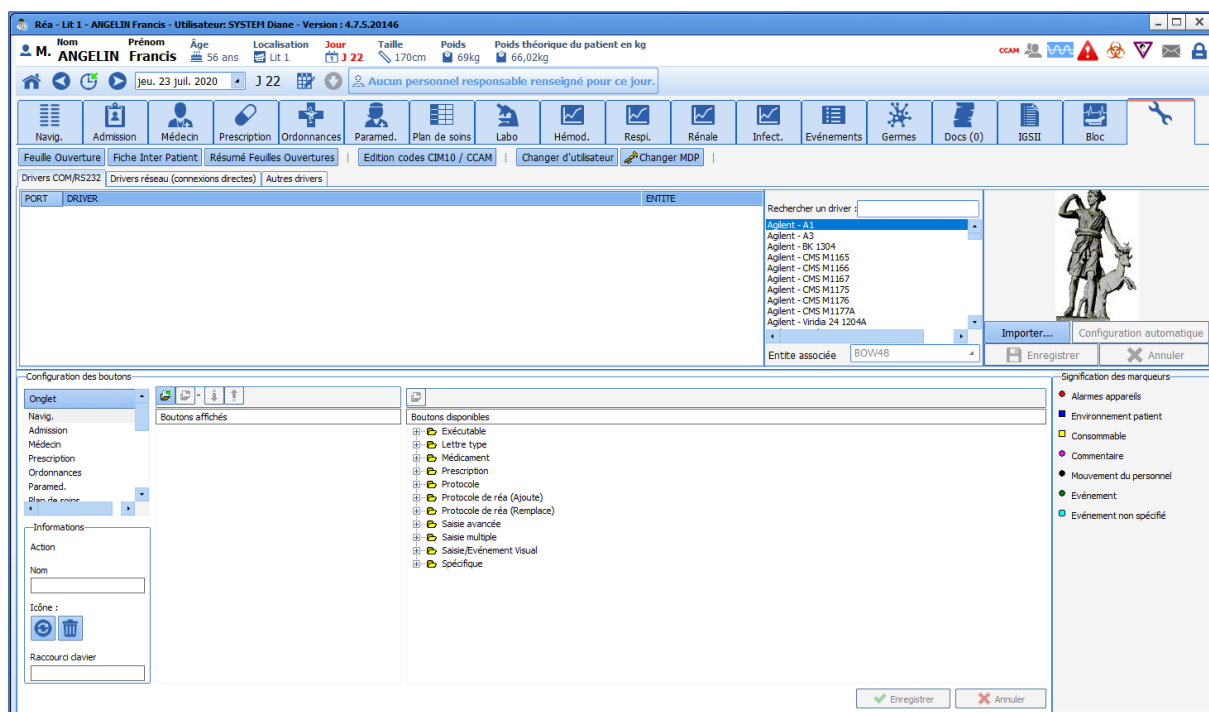 Réa - Lit 1 - ANGELIN Francis - Utilisateur: SYSTEM Diane - Version : 4.7.5.20146
Nom Prénom Âge Localisation Jour Taille Poids Poids théorique du patient en kg
M. ANGELIN Francis 56 ans Lit 1 J 22 170cm 69kg 66,02kg
CCAM
jeu. 23 juil. 2020 J 22 Aucun personnel responsable renseigné pour ce jour.
Navig. Admission Médecin Prescription Ordonnances Paramed. Plan de soins Labo Hémod. Respi. Rénale Infect. Evénements Germes Docs (0) IGSII Bloc
Feuille Ouverture Fiche Inter Patient Résumé Feuilles Ouvertures | Edition codes CIM10 / CCAM | Changer d'utilisateur Changer MDP |
Drivers COM/RS232 Drivers réseau (connexions directes) Autres drivers
PORT DRIVER ENTITE
Rechercher un driver :
Agilent - A1
Agilent - A3
Agilent - BK 1304
Agilent - CMS M1165
Agilent - CMS M1166
Agilent - CMS M1167
Agilent - CMS M1175
Agilent - CMS M1176
Agilent - CMS M1177A
Agilent - Viridia 24 1204A
Entite associée BOW48
Importer... Configuration automatique
Enregistrer Annuler
Configuration des boutons
Onglet
Navig.
Admission
Médecin
Prescription
Ordonnances
Paramed.
Plan de soins
Boutons affichés
Boutons disponibles
Exécutable
Lettre type
Médicament
Prescription
Protocole
Protocole de réa (Ajoute)
Protocole de réa (Remplace)
Saisie avancée
Saisie multiple
Saisie/Evénement Visual
Spécifique
Informations
Action
Nom
Icône :
Raccourci clavier
Enregistrer Annuler
Signification des marqueurs
Alarmes appareils
Environnement patient
Consommable
Commentaire
Mouvement du personnel
Evénement
Evénement non spécifié